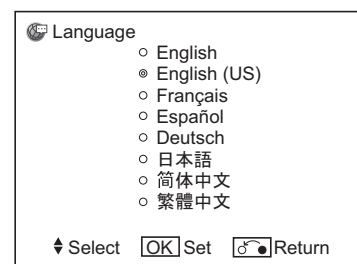 Language
English
English (US)
Français
Español
Deutsch
日本語
简体中文
繁體中文
Select OK Set Return